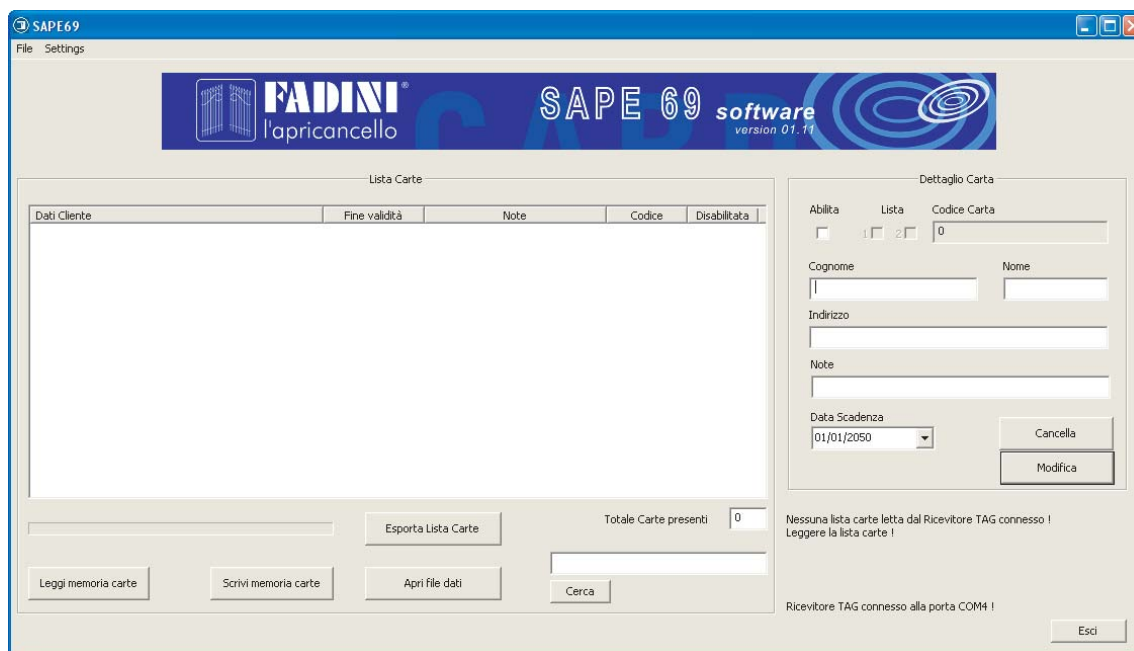 SAPE69
File Settings
FADINI®
l'apricancello
SAPE 69 software
version 01.11
CARD
Lista Carte
Dati Cliente Fine validità Note Codice Disabilitata
Esporta Lista Carte
Totale Carte presenti 0
Leggi memoria carte Scrivi memoria carte Apri file dati
Cerca
Dettaglio Carta
Abilita Lista Codice Carta
1 2 0
Cognome Nome
Indirizzo
Note
Data Scadenza
01/01/2050
Cancella
Modifica
Nessuna lista carte letta dal Ricevitore TAG connesso !
Leggere la lista carte !
Ricevitore TAG connesso alla porta COM4 !
Esci